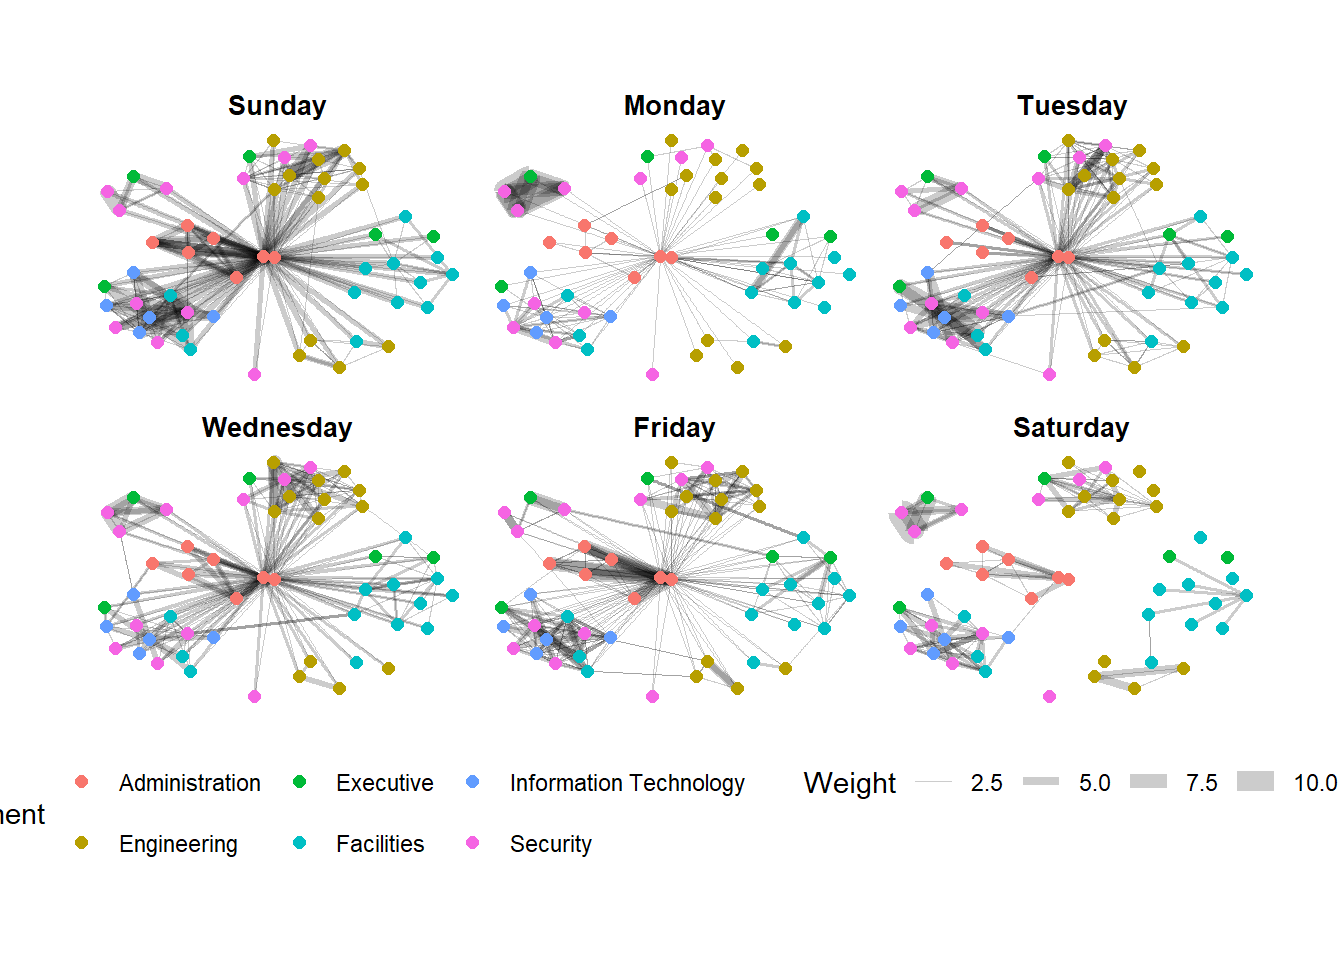 Sunday Monday Tuesday
Wednesday Friday Saturday
Administration Executive Information Technology Weight 2.5 5.0 7.5 10.0
Engineering Facilities Security